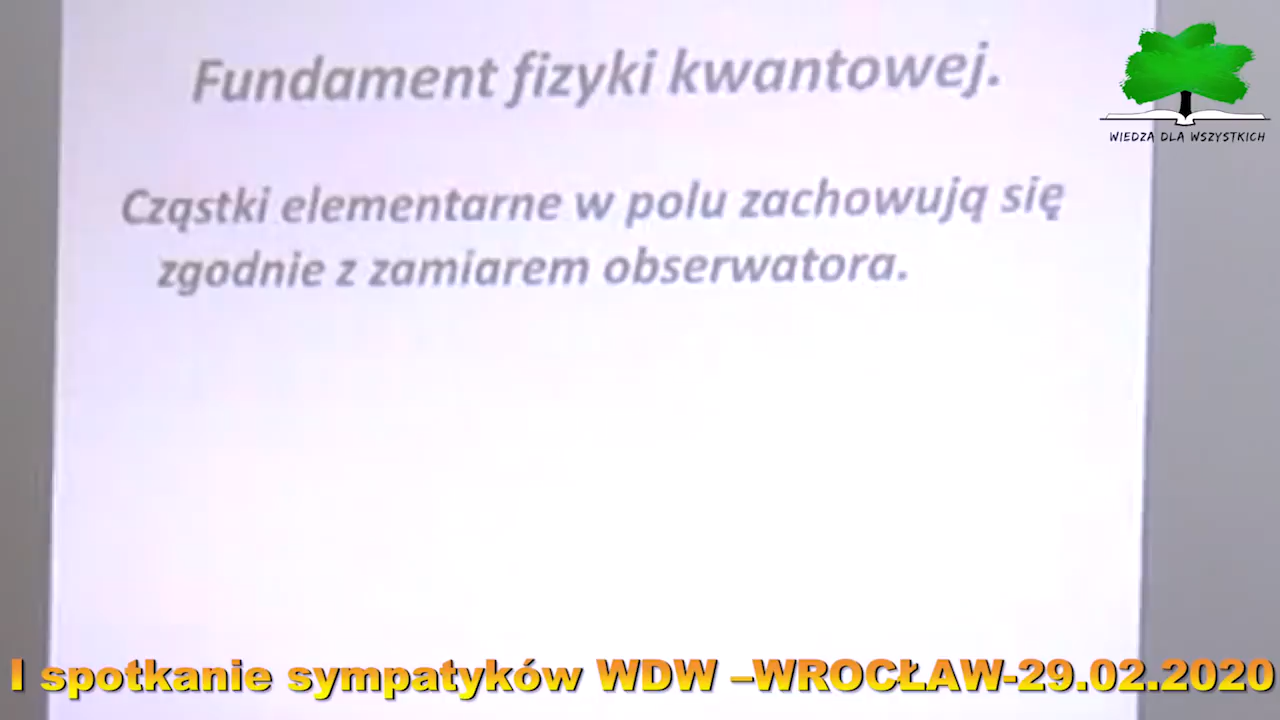 Fundament fizyki kwantowej.
WIEDZA DLA WSZYSTKICH
Cząstki elementarne w polu zachowują się
zgodnie z zamiarem obserwatora.
I spotkanie sympatyków WDW –WROCŁAW-29.02.2020